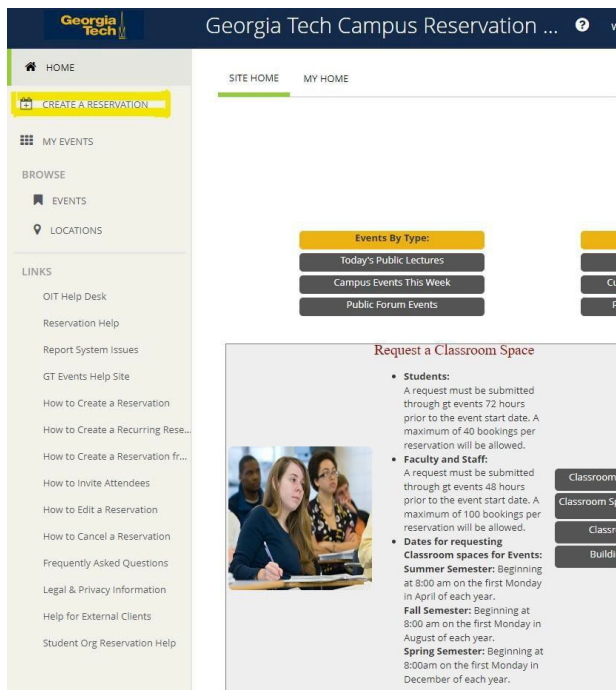 Georgia
Tech
Georgia Tech Campus Reservation ...
HOME
CREATE A RESERVATION
MY EVENTS
BROWSE
EVENTS
LOCATIONS
LINKS
OIT Help Desk
Reservation Help
Report System Issues
GT Events Help Site
How to Create a Reservation
How to Create a Recurring Rese...
How to Create a Reservation fr...
How to Invite Attendees
How to Edit a Reservation
How to Cancel a Reservation
Frequently Asked Questions
Legal & Privacy Information
Help for External Clients
Student Org Reservation Help
SITE HOME MY HOME
Events By Type:
Today's Public Lectures
Campus Events This Week
Public Forum Events
Request a Classroom Space
• Students:
A request must be submitted
through gt events 72 hours
prior to the event start date. A
maximum of 40 bookings per
reservation will be allowed.
• Faculty and Staff:
A request must be submitted
through gt events 48 hours
prior to the event start date. A
maximum of 100 bookings per
reservation will be allowed.
• Dates for requesting
Classroom spaces for Events:
Summer Semester: Beginning
at 8:00 am on the first Monday
in April of each year.
Fall Semester: Beginning at
8:00 am on the first Monday in
August of each year.
Spring Semester: Beginning at
8:00am on the first Monday in
December of each year.
Classroom
Classroom